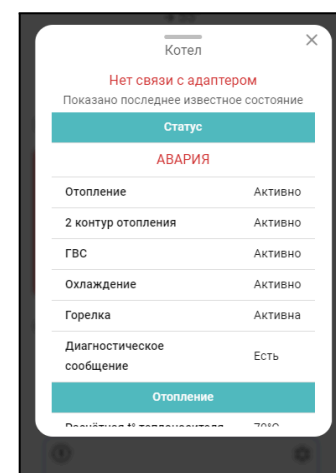 Котел
Нет связи с адаптером
Показано последнее известное состояние
Статус
АВАРИЯ
Отопление Активно
2 контур отопления Активно
ГВС Активно
Охлаждение Активно
Горелка Активна
Диагностическое
сообщение Есть
Отопление